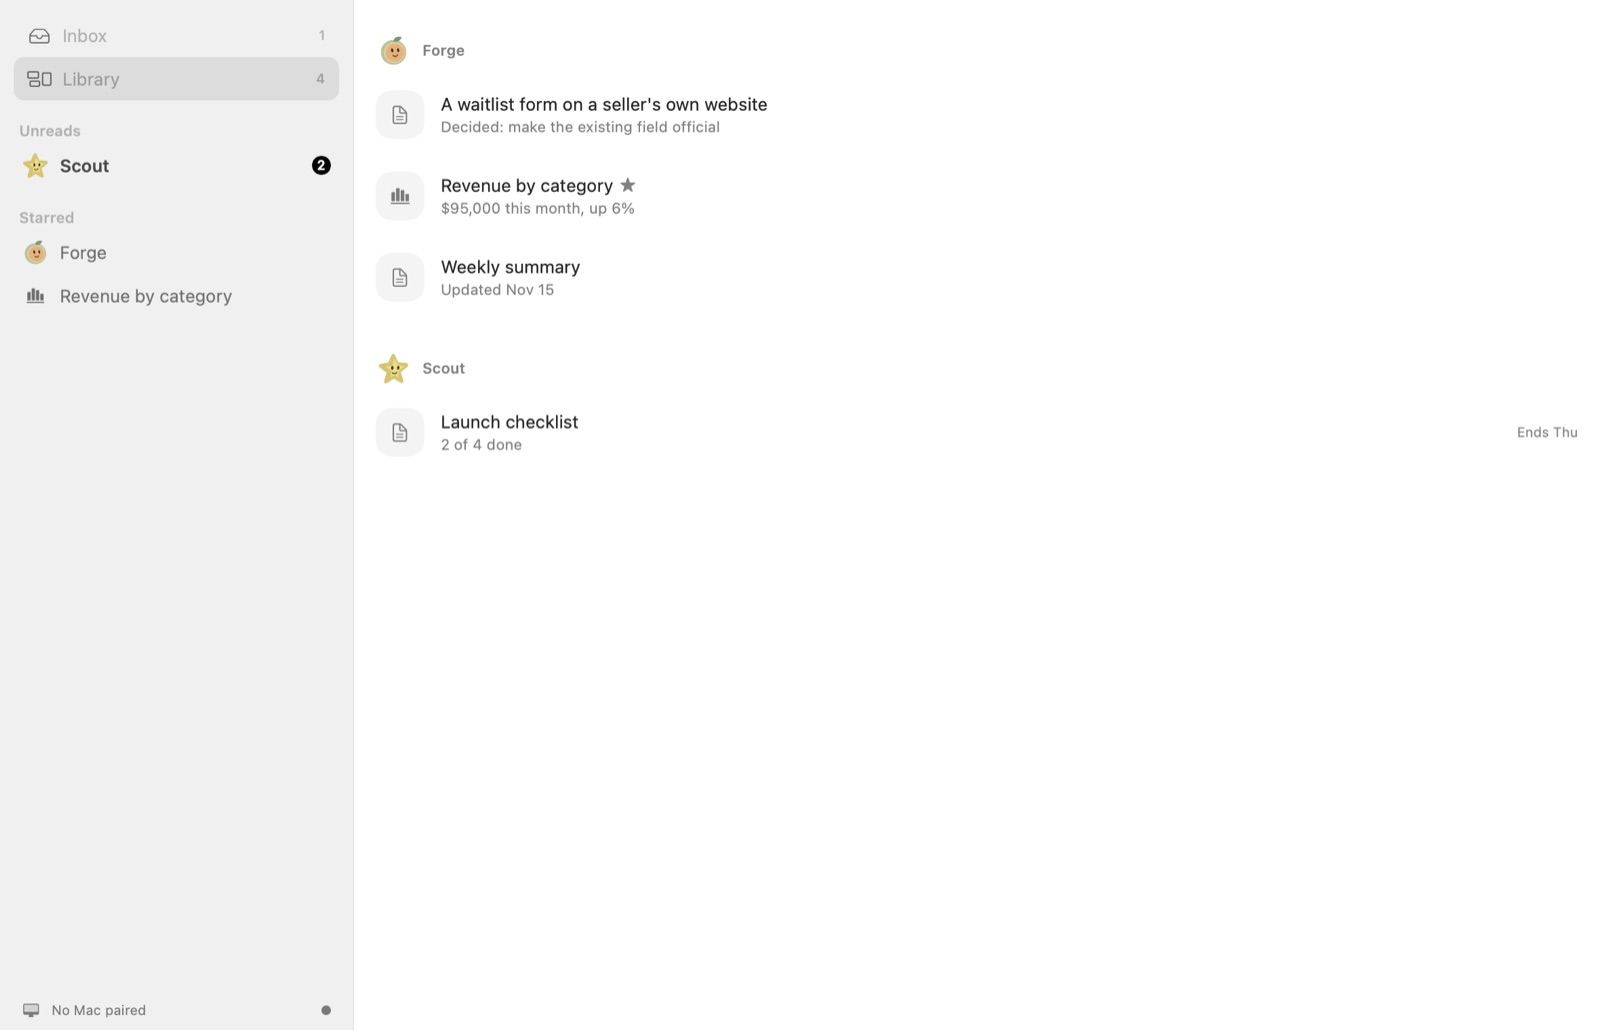 Inbox 1
Library 4
Unreads
Scout 2
Starred
Forge
Revenue by category
No Mac paired
Forge
A waitlist form on a seller's own website
Decided: make the existing field official
Revenue by category
$95,000 this month, up 6%
Weekly summary
Updated Nov 15
Scout
Launch checklist
2 of 4 done
Ends Thu